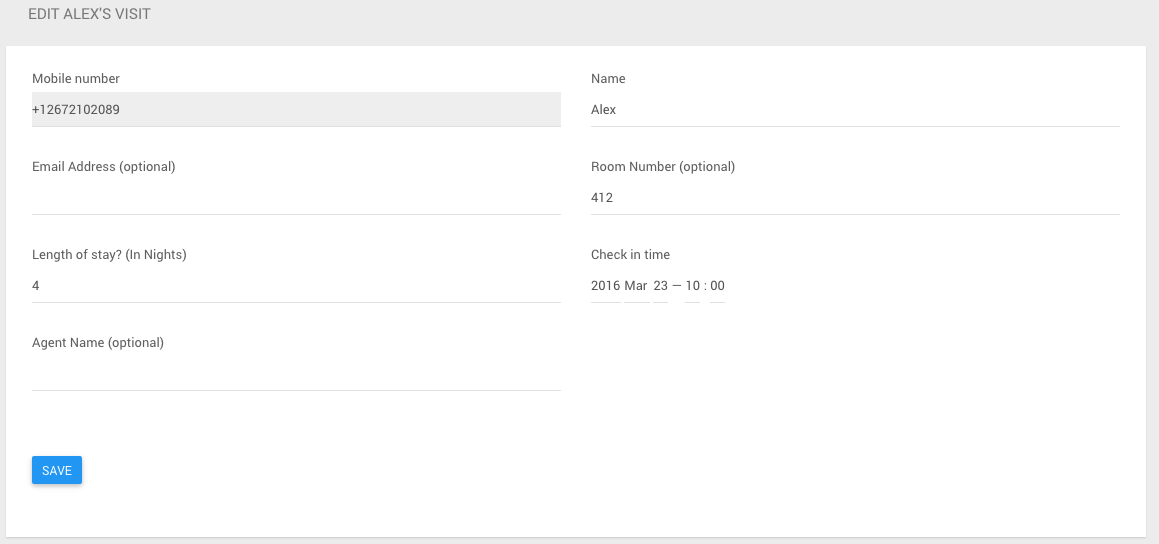 EDIT ALEX'S VISIT
Mobile number
+12672102089
Name
Alex
Email Address (optional)
Room Number (optional)
412
Length of stay? (In Nights)
4
Check in time
2016 Mar 23 — 10 : 00
Agent Name (optional)
SAVE